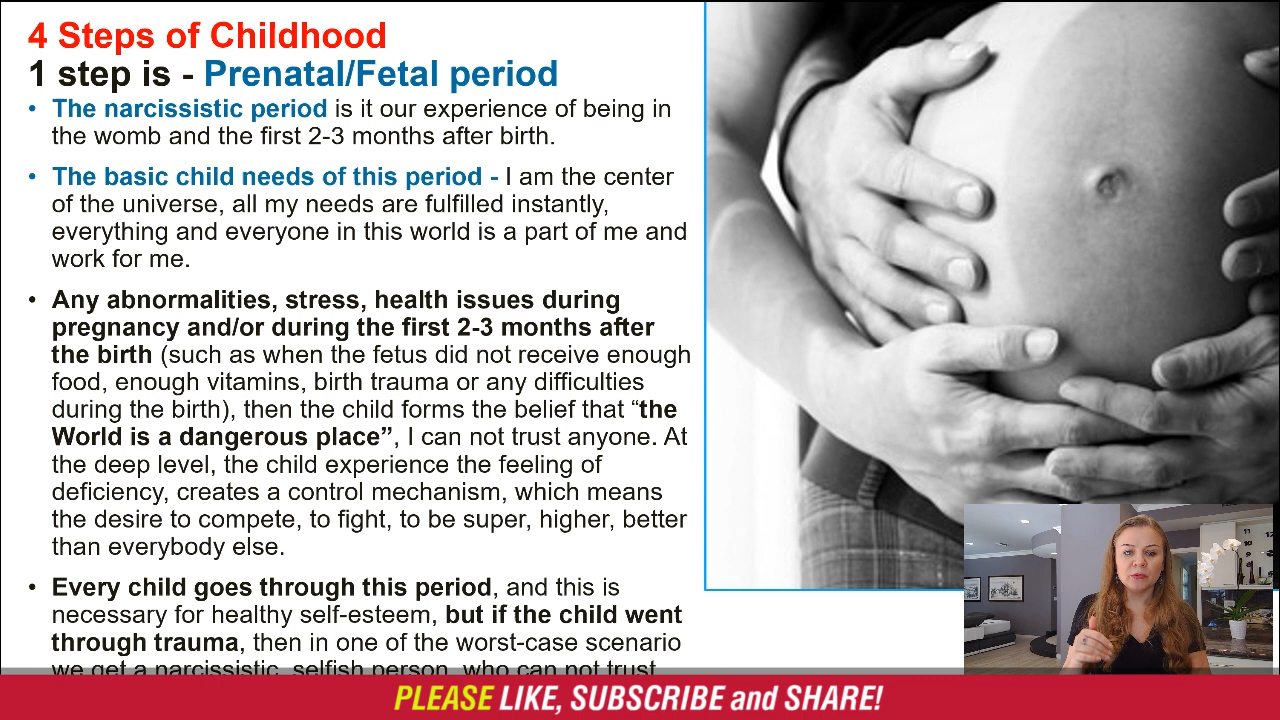 4 Steps of Childhood
1 step is - Prenatal/Fetal period
• The narcissistic period is it our experience of being in
the womb and the first 2-3 months after birth.
• The basic child needs of this period - I am the center
of the universe, all my needs are fulfilled instantly,
everything and everyone in this world is a part of me and
work for me.
• Any abnormalities, stress, health issues during
pregnancy and/or during the first 2-3 months after
the birth (such as when the fetus did not receive enough
food, enough vitamins, birth trauma or any difficulties
during the birth), then the child forms the belief that “the
World is a dangerous place”, I can not trust anyone. At
the deep level, the child experience the feeling of
deficiency, creates a control mechanism, which means
the desire to compete, to fight, to be super, higher, better
than everybody else.
• Every child goes through this period, and this is
necessary for healthy self-esteem, but if the child went
through trauma, then in one of the worst-case scenario
we get a narcissistic, selfish person, who can not trust
PLEASE LIKE, SUBSCRIBE and SHARE!